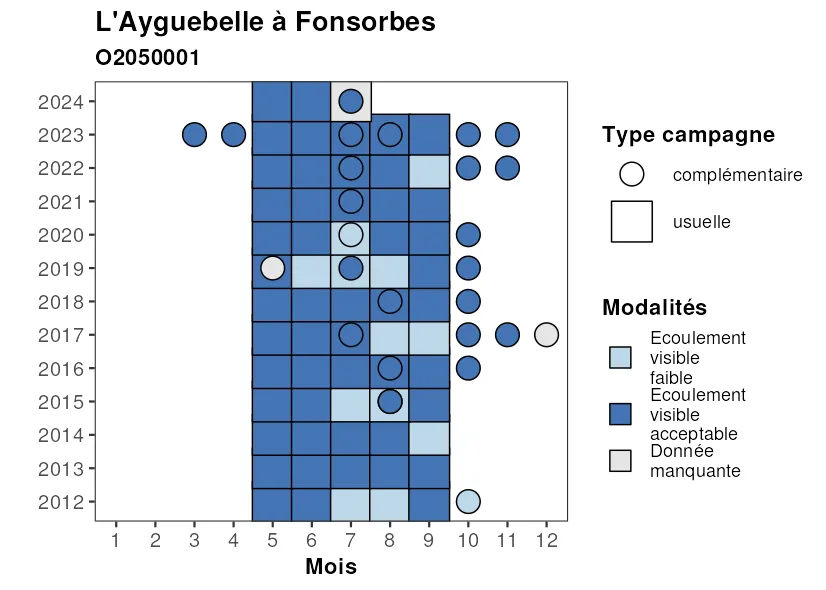 L'Ayguebelle à Fonsorbes
O2050001
2024
2023
2022
2021
2020
2019
2018
2017
2016
2015
2014
2013
2012
1 2 3 4 5 6 7 8 9 10 11 12
Mois
Type campagne
complémentaire
usuelle
Modalités
Ecoulement
visible
faible
Ecoulement
visible
acceptable
Donnée
manquante